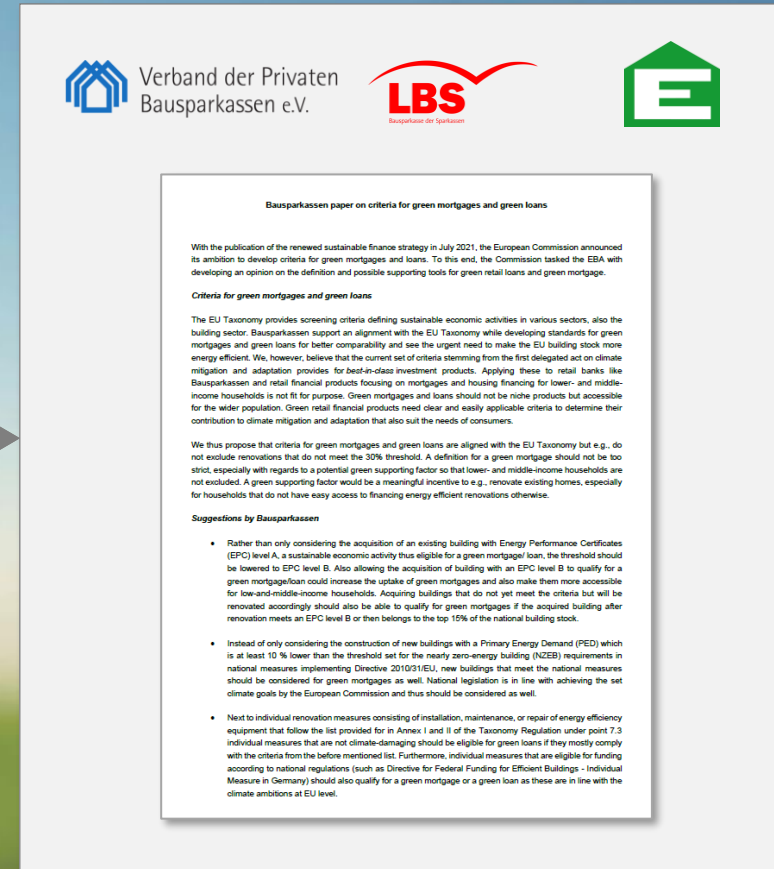 Verband der Privaten
Bausparkassen e.V.
LBS
Bausparkasse der Sparkassen
E
Bausparkassen paper on criteria for green mortgages and green loans
With the publication of the renewed sustainable finance strategy in July 2021, the European Commission announced
its ambition to develop criteria for green mortgages and loans. To this end, the Commission tasked the EBA with
developing an opinion on the definition and possible supporting tools for green retail loans and green mortgage.
Criteria for green mortgages and green loans
The EU Taxonomy provides screening criteria defining sustainable economic activities in various sectors, also the
building sector. Bausparkassen support an alignment with the EU Taxonomy while developing standards for green
mortgages and green loans for better comparability and see the urgent need to make the EU building stock more
energy efficient. We, however, believe that the current set of criteria stemming from the first delegated act on climate
mitigation and adaptation provides for best-in-class investment products. Applying these to retail banks like
Bausparkassen and retail financial products focusing on mortgages and housing financing for lower- and middle-
income households is not fit for purpose. Green mortgages and loans should not be niche products but accessible
for the wider population. Green retail financial products need clear and easily applicable criteria to determine their
contribution to climate mitigation and adaptation that also suit the needs of consumers.
We thus propose that criteria for green mortgages and green loans are aligned with the EU Taxonomy but e.g., do
not exclude renovations that do not meet the 30% threshold. A definition for a green mortgage should not be too
strict, especially with regards to a potential green supporting factor so that lower- and middle-income households are
not excluded. A green supporting factor would be a meaningful incentive to e.g., renovate existing homes, especially
for households that do not have easy access to financing energy efficient renovations otherwise.
Suggestions by Bausparkassen
• Rather than only considering the acquisition of an existing building with Energy Performance Certificates
(EPC) level A, a sustainable economic activity thus eligible for a green mortgage/ loan, the threshold should
be lowered to EPC level B. Also allowing the acquisition of building with an EPC level B to qualify for a
green mortgage/loan could increase the uptake of green mortgages and also make them more accessible
for low-and-middle-income households. Acquiring buildings that do not yet meet the criteria but will be
renovated accordingly should also be able to qualify for green mortgages if the acquired building after
renovation meets an EPC level B or then belongs to the top 15% of the national building stock.
• Instead of only considering the construction of new buildings with a Primary Energy Demand (PED) which
is at least 10 % lower than the threshold set for the nearly zero-energy building (NZEB) requirements in
national measures implementing Directive 2010/31/EU, new buildings that meet the national measures
should be considered for green mortgages as well. National legislation is in line with achieving the set
climate goals by the European Commission and thus should be considered as well.
• Next to individual renovation measures consisting of installation, maintenance, or repair of energy efficiency
equipment that follow the list provided for in Annex I and II of the Taxonomy Regulation under point 7.3
individual measures that are not climate-damaging should be eligible for green loans if they mostly comply
with the criteria from the before mentioned list. Furthermore, individual measures that are eligible for funding
according to national regulations (such as Directive for Federal Funding for Efficient Buildings - Individual
Measure in Germany) should also qualify for a green mortgage or a green loan as these are in line with the
climate ambitions at EU level.